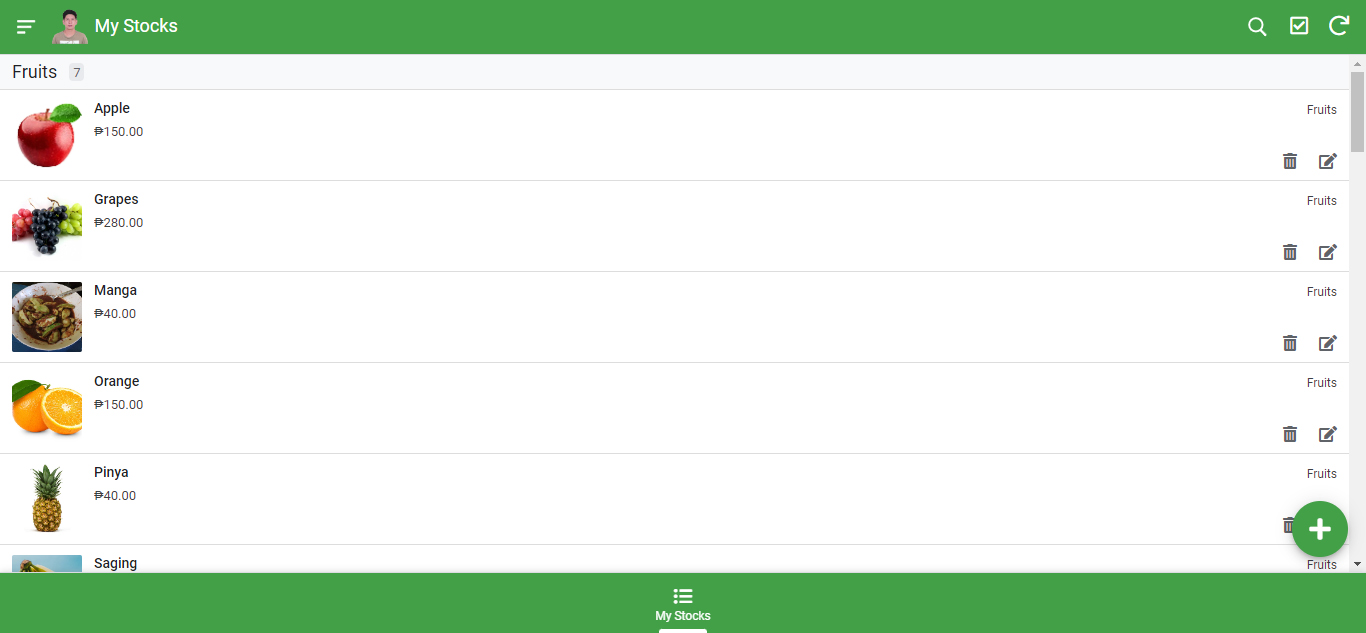 My Stocks
Fruits 7
Apple
Fruits
₱150.00
Grapes
Fruits
₱280.00
Manga
Fruits
₱40.00
Orange
Fruits
₱150.00
Pinya
Fruits
₱40.00
Saging
Fruits
My Stocks